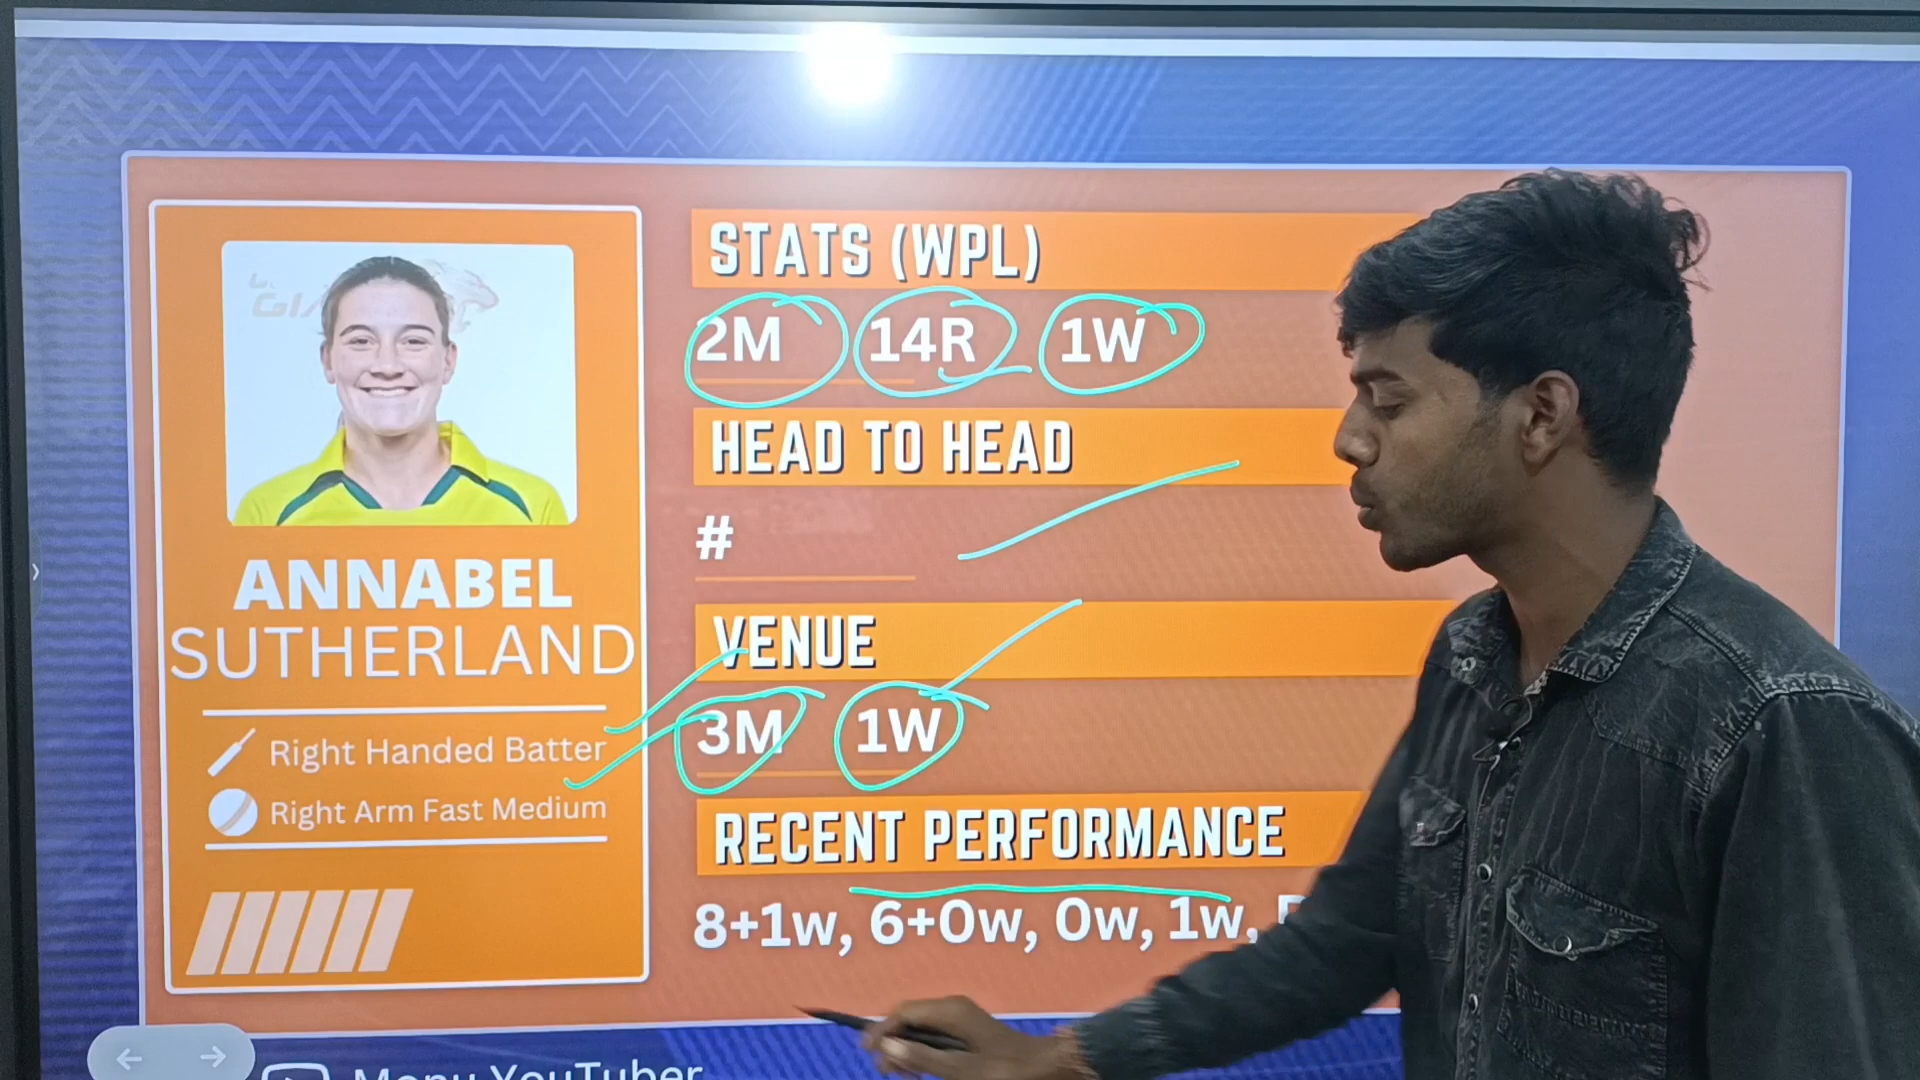 STATS (WPL)
2M 14R 1W
HEAD TO HEAD
#
VENUE
3M 1W
RECENT PERFORMANCE
8+1w, 6+0w, 0w, 1w,
ANNABEL
SUTHERLAND
Right Handed Batter
Right Arm Fast Medium
YouTuber